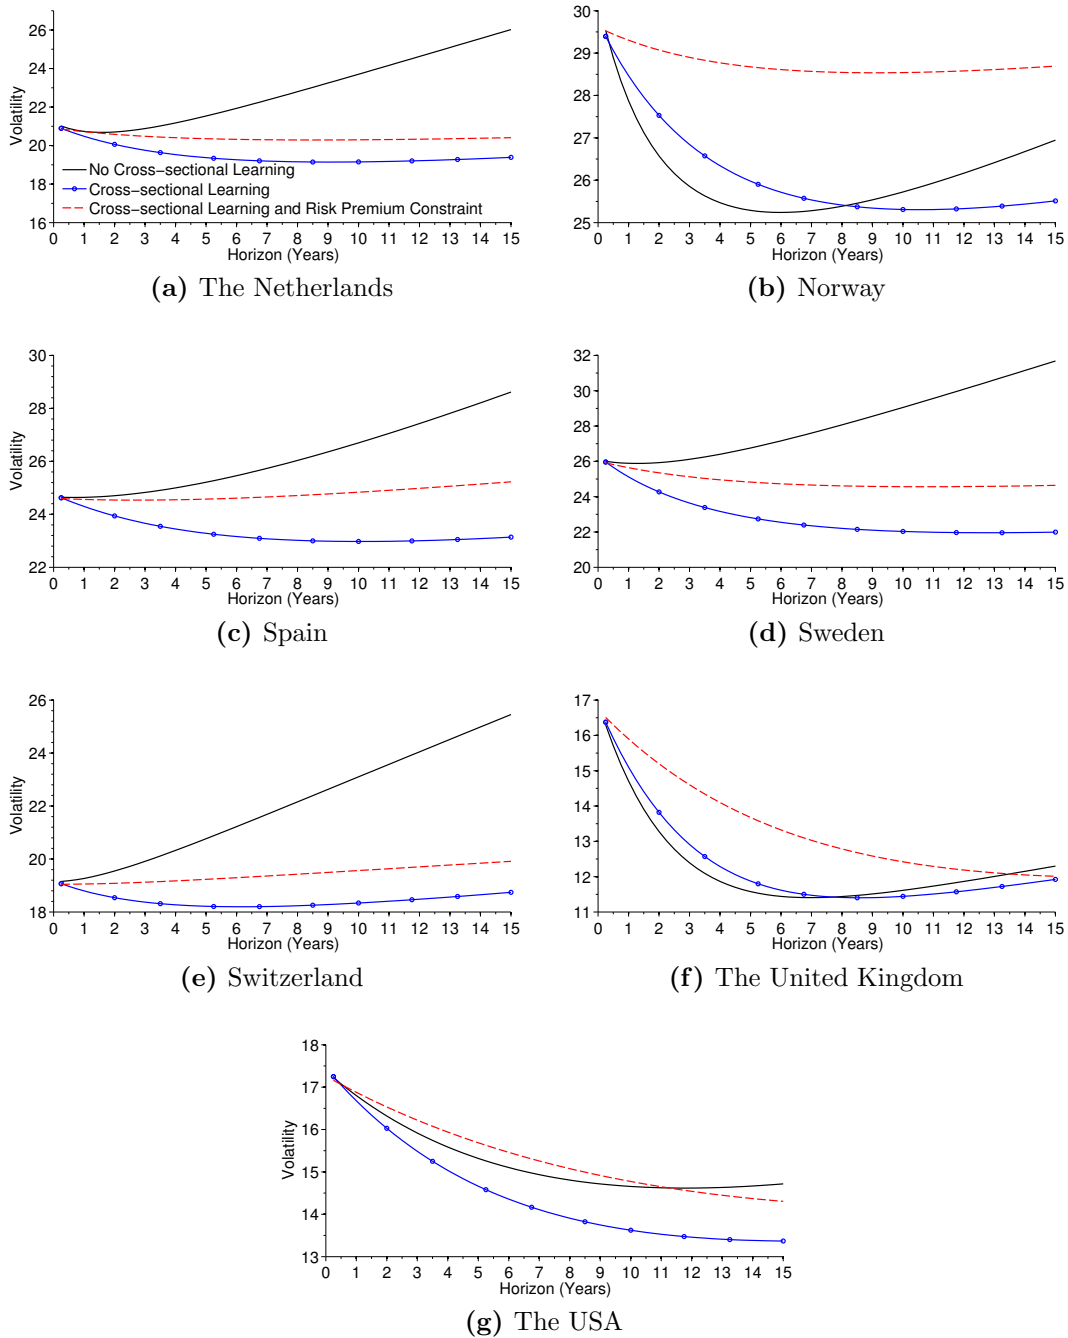 26
24
22
21
20
19
18
16
Volatility
No Cross-sectional Learning
Cross-sectional Learning
Cross-sectional Learning and Risk Premium Constraint
0 1 2 3 4 5 6 7 8 9 10 11 12 13 14 15
Horizon (Years)
(a) The Netherlands
30
29
28
27
26
25
0 1 2 3 4 5 6 7 8 9 10 11 12 13 14 15
Horizon (Years)
(b) Norway
30
28
26
24
22
Volatility
0 1 2 3 4 5 6 7 8 9 10 11 12 13 14 15
Horizon (Years)
(c) Spain
32
30
28
26
24
22
20
0 1 2 3 4 5 6 7 8 9 10 11 12 13 14 15
Horizon (Years)
(d) Sweden
26
24
22
20
18
Volatility
0 1 2 3 4 5 6 7 8 9 10 11 12 13 14 15
Horizon (Years)
(e) Switzerland
17
16
15
14
13
12
11
0 1 2 3 4 5 6 7 8 9 10 11 12 13 14 15
Horizon (Years)
(f) The United Kingdom
18
17
16
15
14
13
Volatility
0 1 2 3 4 5 6 7 8 9 10 11 12 13 14 15
Horizon (Years)
(g) The USA